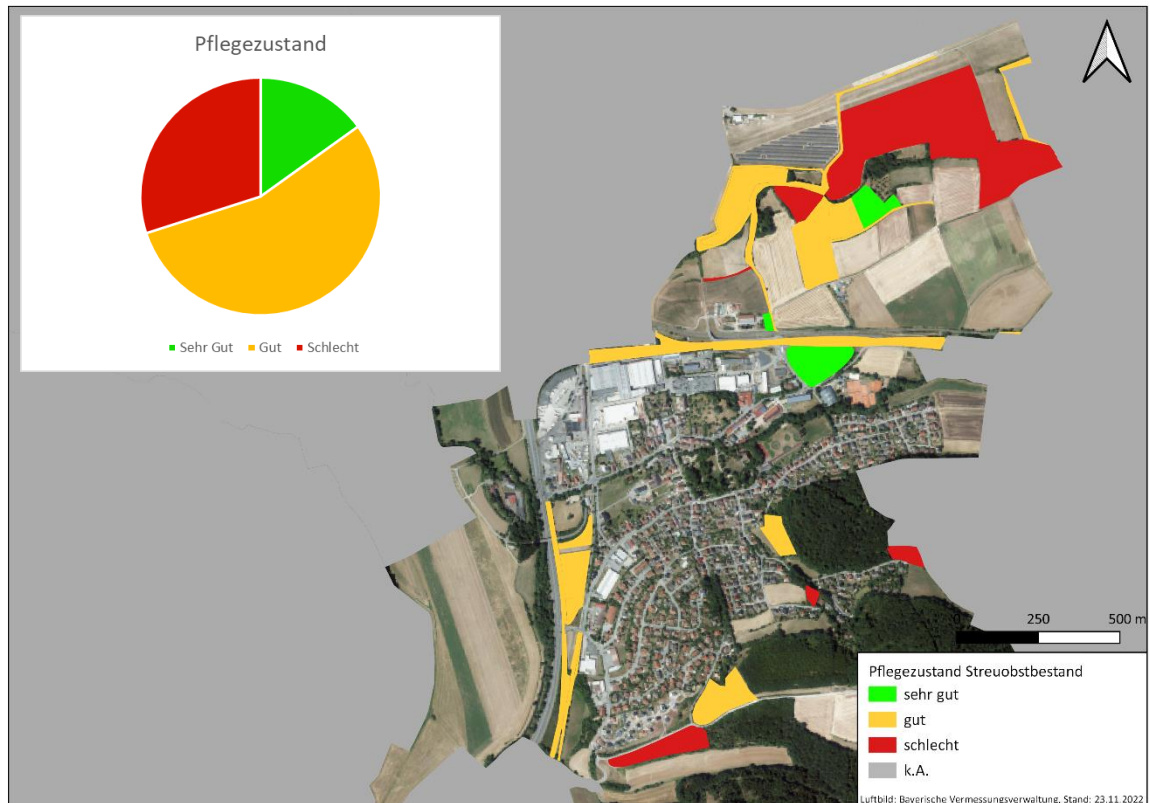 Pflegezustand
Sehr Gut Gut Schlecht
0 250 500 m
Pflegezustand Streuobstbestand
sehr gut
gut
schlecht
k.A.
Luftbild: Bayerische Vermessungsverwaltung, Stand: 23.11.2022